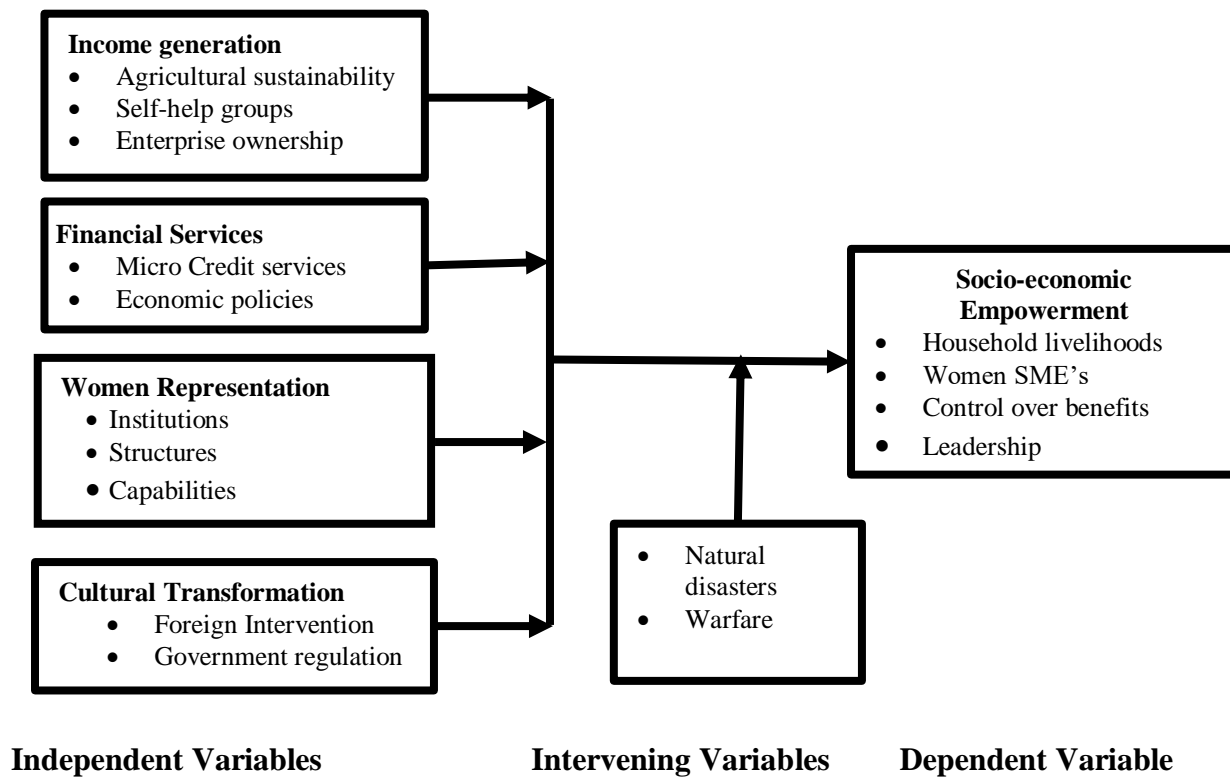 Income generation
• Agricultural sustainability
• Self-help groups
• Enterprise ownership
Financial Services
• Micro Credit services
• Economic policies
Women Representation
• Institutions
• Structures
• Capabilities
Cultural Transformation
• Foreign Intervention
• Government regulation
Natural
• disasters
• Warfare
Socio-economic
Empowerment
• Household livelihoods
• Women SME's
• Control over benefits
• Leadership
Independent Variables
Intervening Variables
Dependent Variable